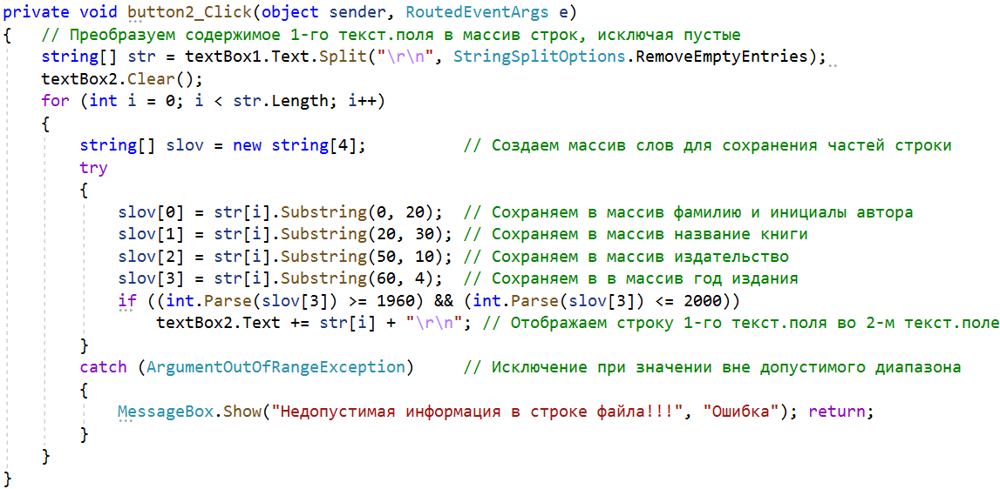 private void button2_Click(object sender, RoutedEventArgs e)
{   // Преобразуем содержимое 1-го текст.поля в массив строк, исключая пустые
    string[] str = textBox1.Text.Split("\r\n", StringSplitOptions.RemoveEmptyEntries);
    textBox2.Clear();
    for (int i = 0; i < str.Length; i++)
    {
        string[] slov = new string[4];          // Создаем массив слов для сохранения частей строки
        try
        {
            slov[0] = str[i].Substring(0, 20);  // Сохраняем в массив фамилию и инициалы автора
            slov[1] = str[i].Substring(20, 30); // Сохраняем в массив название книги
            slov[2] = str[i].Substring(50, 10); // Сохраняем в массив издательство
            slov[3] = str[i].Substring(60, 4);  // Сохраняем в в массив год издания
            if ((int.Parse(slov[3]) >= 1960) && (int.Parse(slov[3]) <= 2000))
                textBox2.Text += str[i] + "\r\n"; // Отображаем строку 1-го текст.поля во 2-м текст.поле
        }
        catch (ArgumentOutOfRangeException)     // Исключение при значении вне допустимого диапазона
        {
            MessageBox.Show("Недопустимая информация в строке файла!!!", "Ошибка"); return;
        }
    }
}